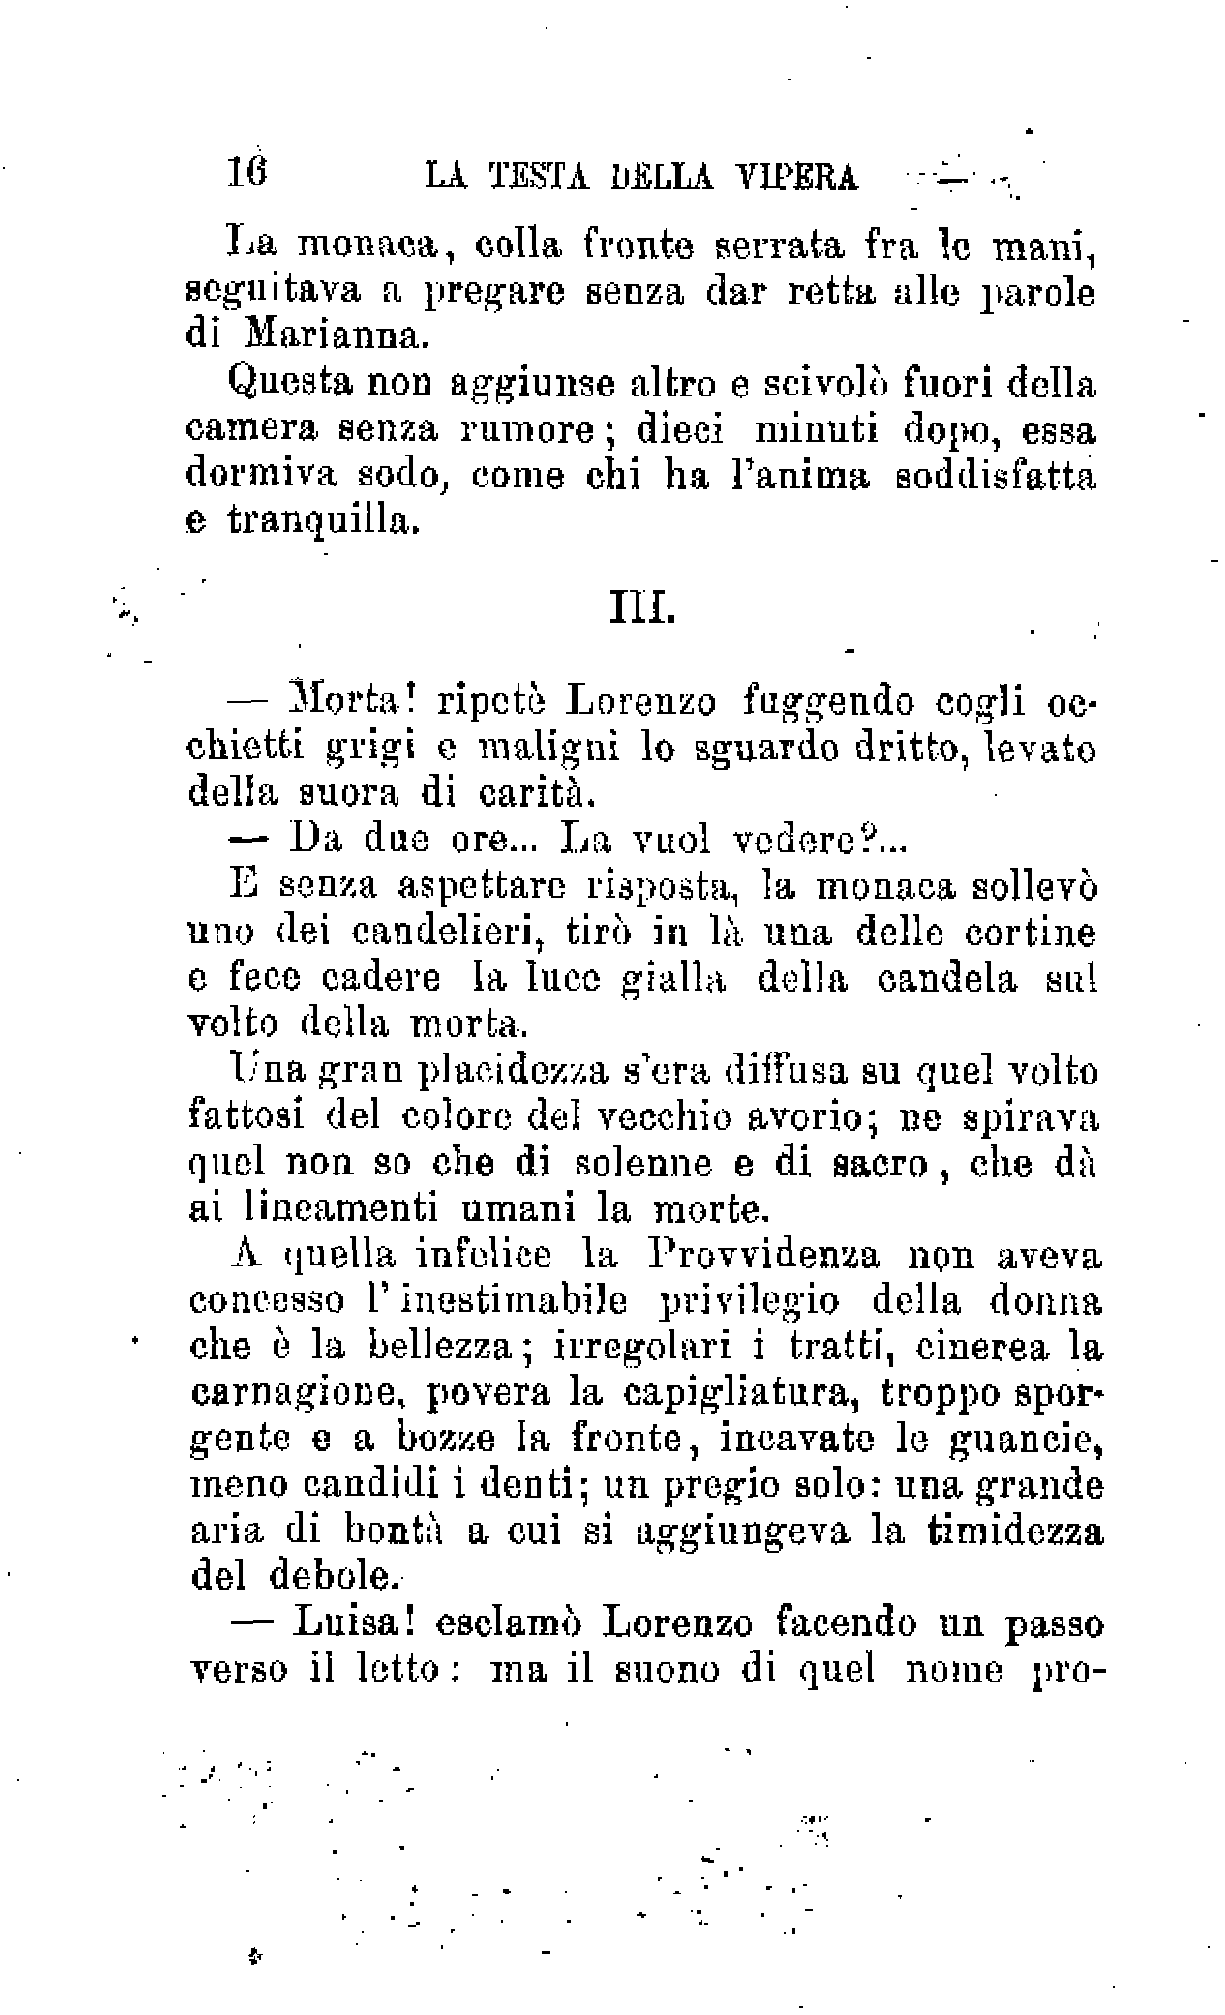 16 LA TESTA DELLA VIPERA
La monaca, colla fronte serrata fra le mani,
seguitava a pregare senza dar retta alle parole
di Marianna.
Questa non aggiunse altro e scivolò fuori della
camera senza rumore; dieci minuti dopo, essa
dormiva sodo, come chi ha l'anima soddisfatta
e tranquilla.
III.
— Morta! ripetè Lorenzo fuggendo cogli oc-
chietti grigi e maligni lo sguardo dritto, levato
della suora di carità.
— Da due ore... La vuol vedere?...
E senza aspettare risposta, la monaca sollevò
uno dei candelieri, tirò in là una delle cortine
e fece cadere la luce gialla della candela sul
volto della morta.
Una gran placidezza s'era diffusa su quel volto
fattosi del colore del vecchio avorio; ne spirava
quel non so che di solenne e di sacro, che dà
ai lineamenti umani la morte.
A quella infelice la Provvidenza non aveva
concesso l'inestimabile privilegio della donna
che è la bellezza; irregolari i tratti, cinerea la
carnagione, povera la capigliatura, troppo spor-
gente e a bozze la fronte, incavate le guancie,
meno candidi i denti; un pregio solo: una grande
aria di bontà a cui si aggiungeva la timidezza
del debole.
— Luisa! esclamò Lorenzo facendo un passo
verso il letto: ma il suono di quel nome pro-